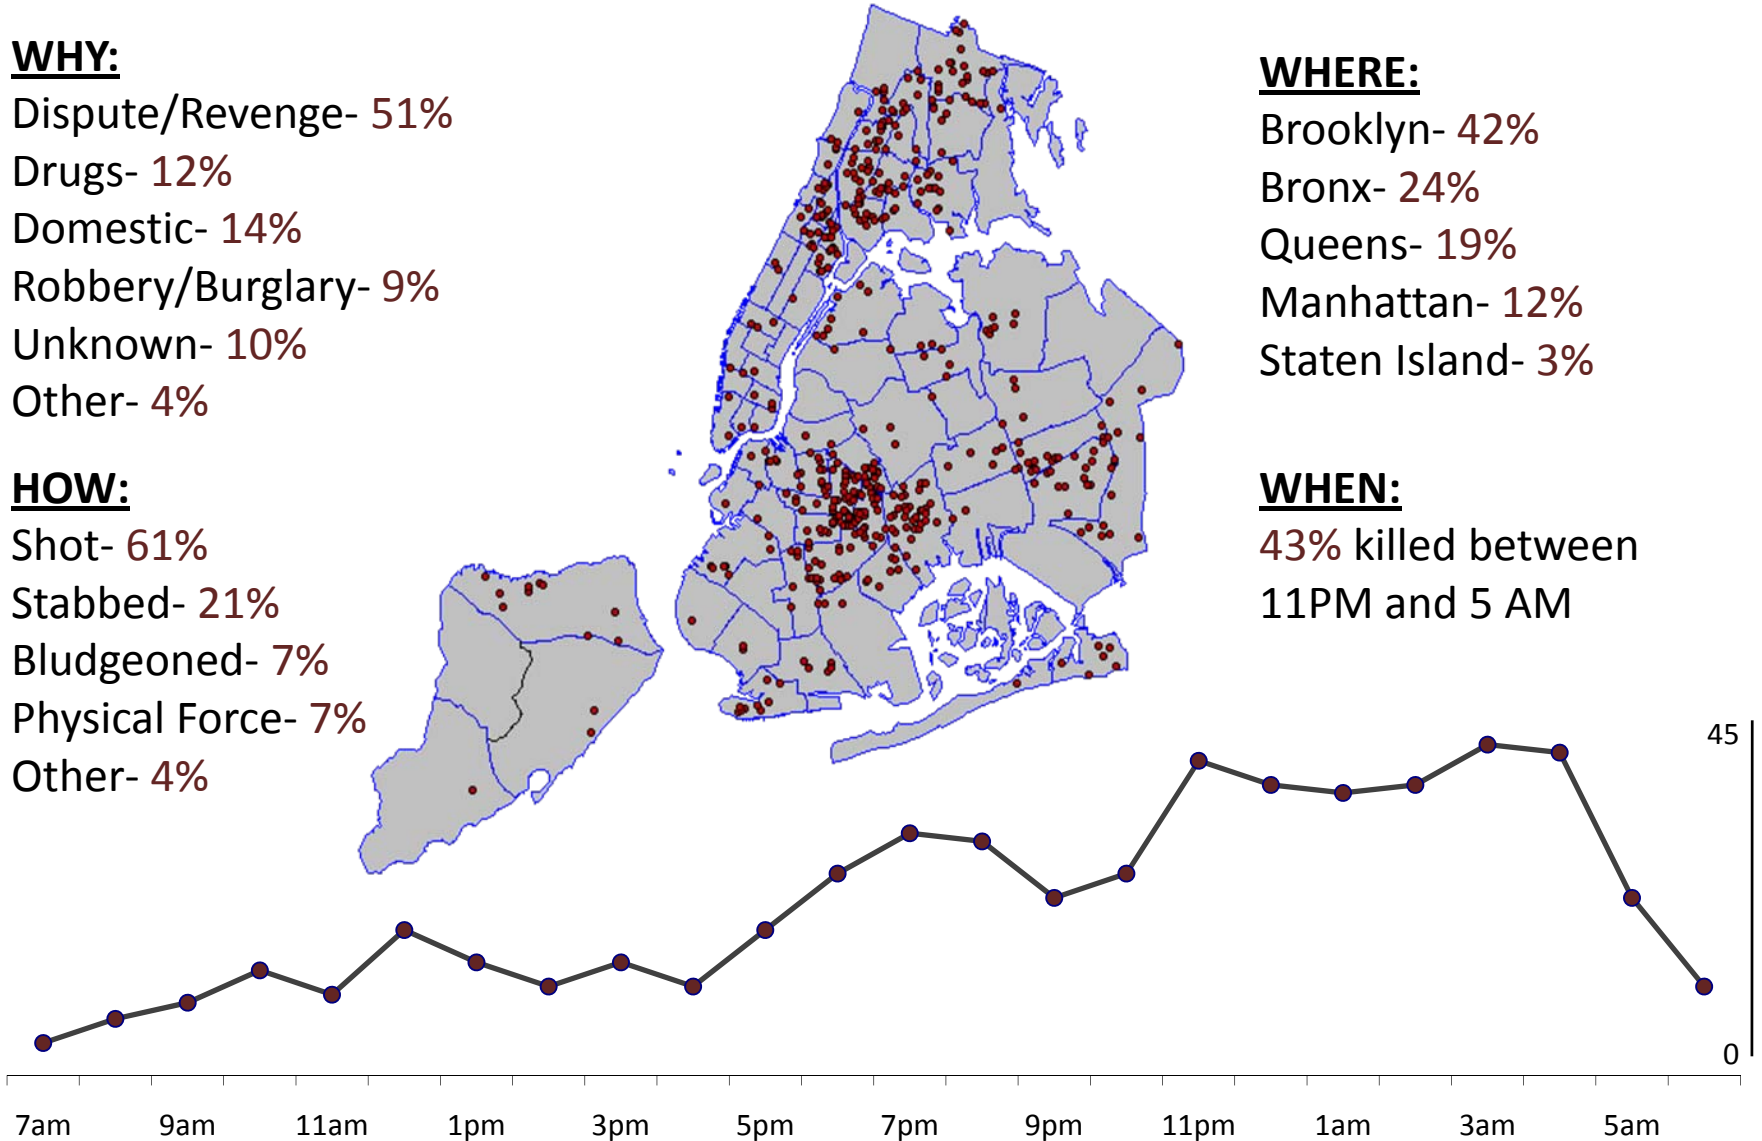 WHY:
Dispute/Revenge- 51%
Drugs- 12%
Domestic- 14%
Robbery/Burglary- 9%
Unknown- 10%
Other- 4%
HOW:
Shot- 61%
Stabbed- 21%
Bludgeoned- 7%
Physical Force- 7%
Other- 4%
WHERE:
Brooklyn- 42%
Bronx- 24%
Queens- 19%
Manhattan- 12%
Staten Island- 3%
WHEN:
43% killed between
11PM and 5 AM
45
0
7am 9am 11am 1pm 3pm 5pm 7pm 9pm 11pm 1am 3am 5am